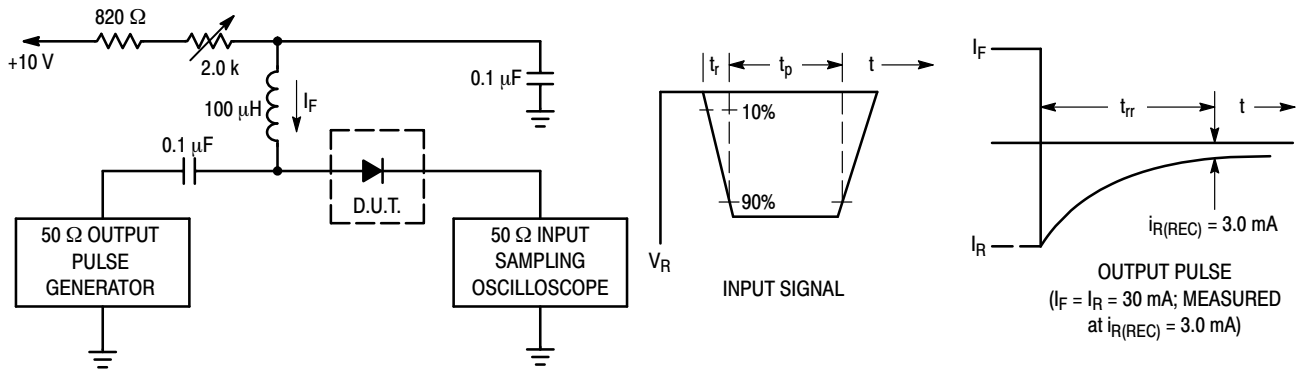 820 Ω
+10 V
2.0 k
100 μH
I_F
0.1 μF
0.1 μF
D.U.T.
50 Ω OUTPUT
PULSE
GENERATOR
50 Ω INPUT
SAMPLING
OSCILLOSCOPE
t_r
t_p
t
10%
90%
V_R
INPUT SIGNAL
I_F
t_rr
t
I_R
i_R(REC) = 3.0 mA
OUTPUT PULSE
(I_F = I_R = 30 mA; MEASURED
at i_R(REC) = 3.0 mA)